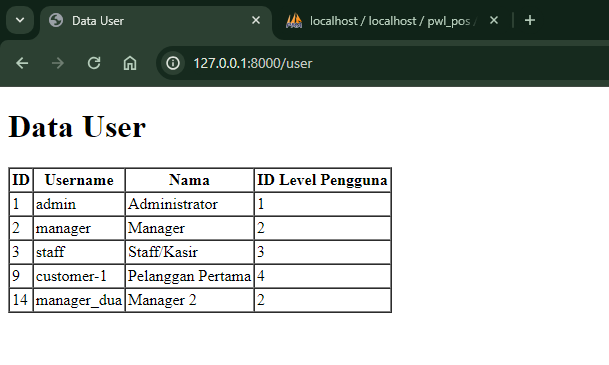 Data User
localhost / localhost / pwl_pos /
127.0.0.1:8000/user
Data User
ID Username Nama ID Level Pengguna
1 admin Administrator 1
2 manager Manager 2
3 staff Staff/Kasir 3
9 customer-1 Pelanggan Pertama 4
14 manager_dua Manager 2 2